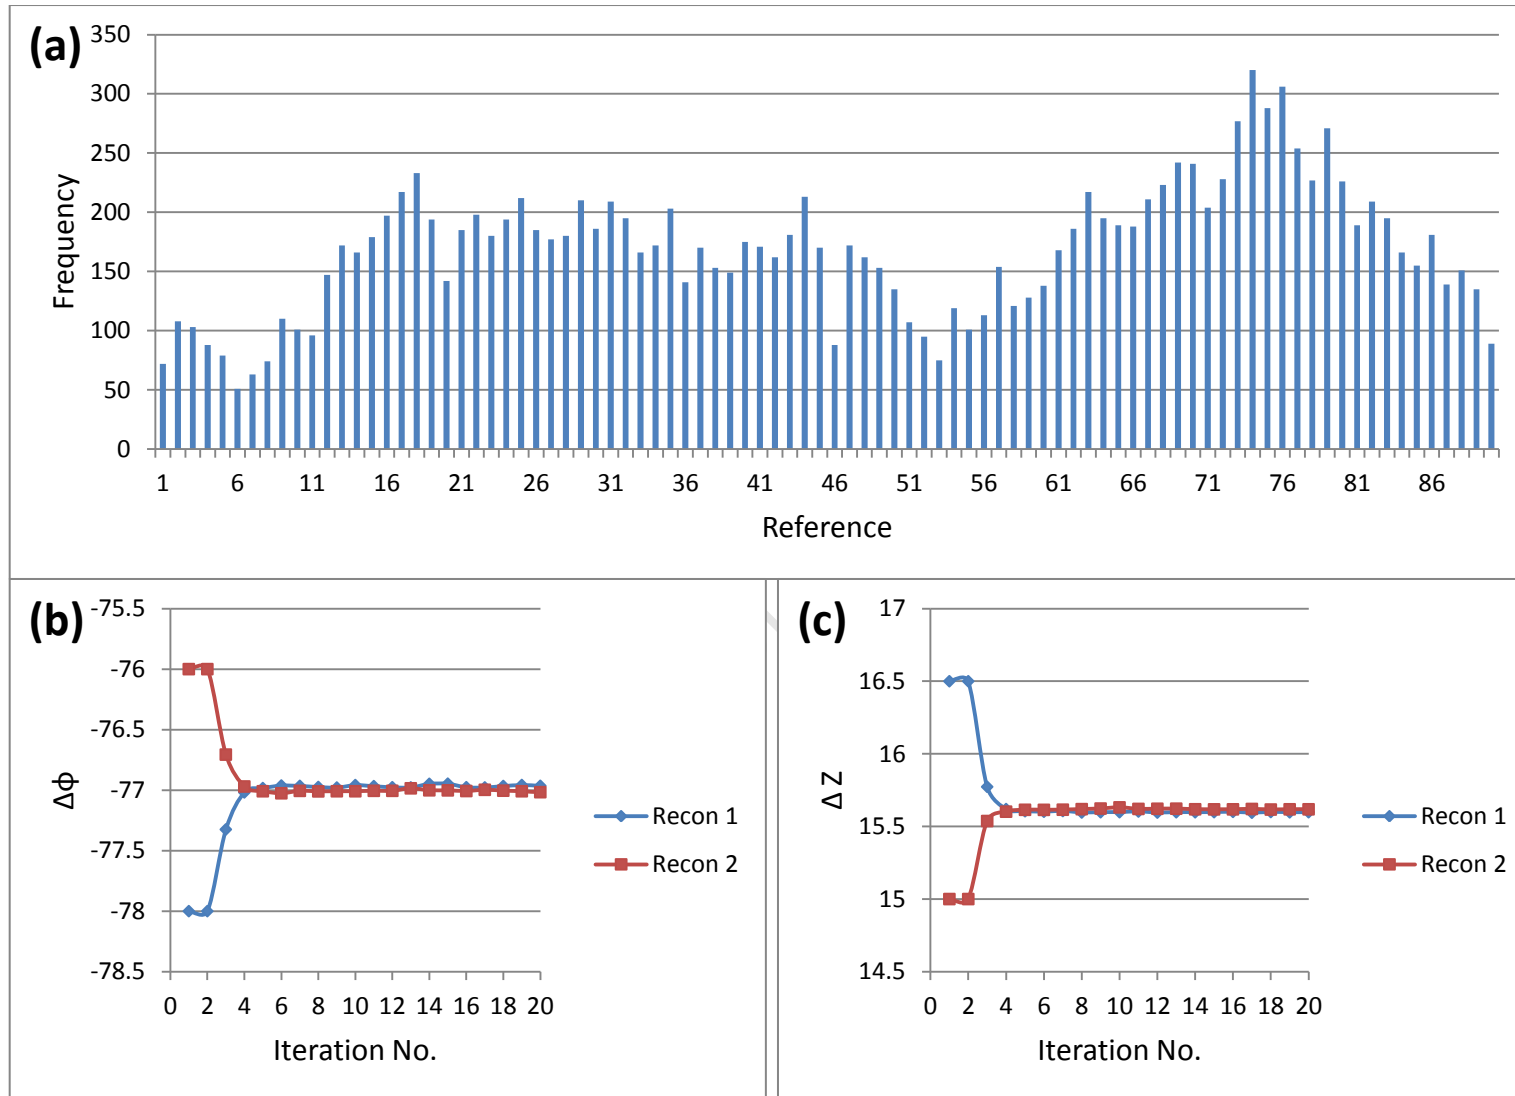 (a)
350
300
250
200
150
100
50
0
Frequency
1 6 11 16 21 26 31 36 41 46 51 56 61 66 71 76 81 86
Reference
(b)
-75.5
-76
-76.5
-77
-77.5
-78
-78.5
Δϕ
0 2 4 6 8 10 12 14 16 18 20
Iteration No.
Recon 1
Recon 2
(c)
17
16.5
16
15.5
15
14.5
Δ Z
0 2 4 6 8 10 12 14 16 18 20
Iteration No.
Recon 1
Recon 2